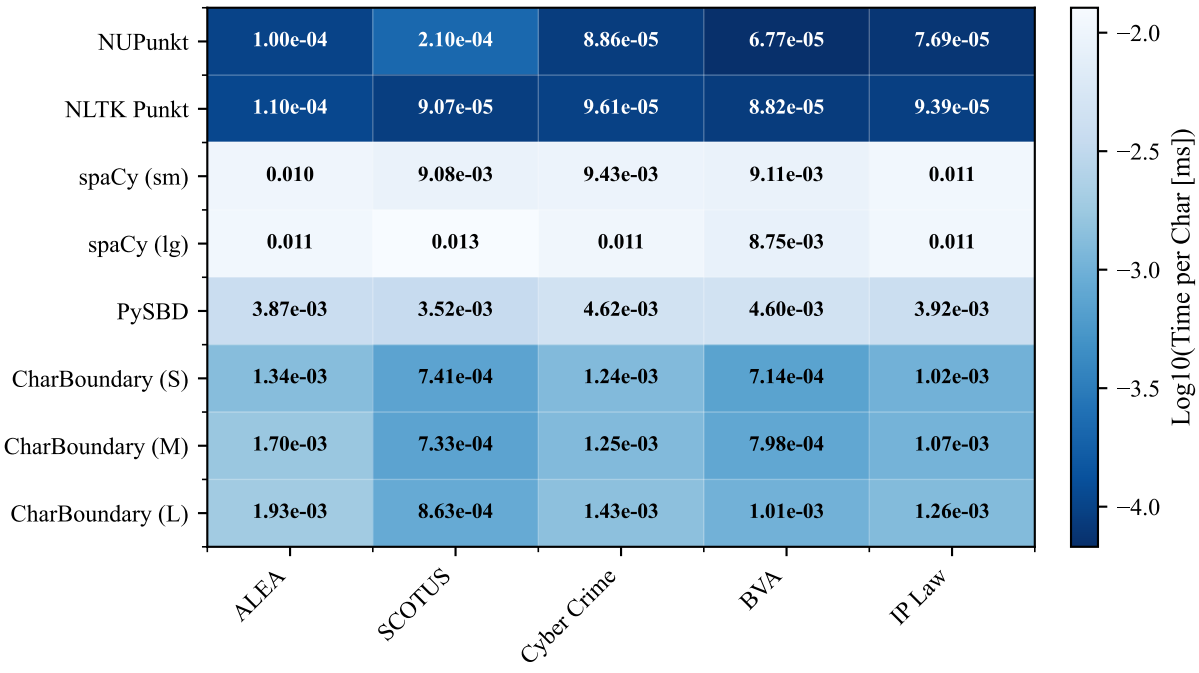 NUPunkt 1.00e-04 2.10e-04 8.86e-05 6.77e-05 7.69e-05
NLTK Punkt 1.10e-04 9.07e-05 9.61e-05 8.82e-05 9.39e-05
spaCy (sm) 0.010 9.08e-03 9.43e-03 9.11e-03 0.011
spaCy (lg) 0.011 0.013 0.011 8.75e-03 0.011
PySBD 3.87e-03 3.52e-03 4.62e-03 4.60e-03 3.92e-03
CharBoundary (S) 1.34e-03 7.41e-04 1.24e-03 7.14e-04 1.02e-03
CharBoundary (M) 1.70e-03 7.33e-04 1.25e-03 7.98e-04 1.07e-03
CharBoundary (L) 1.93e-03 8.63e-04 1.43e-03 1.01e-03 1.26e-03
ALEA SCOTUS Cyber Crime BVA IP Law
−2.0
−2.5
−3.0
−3.5
−4.0
Log10(Time per Char [ms])